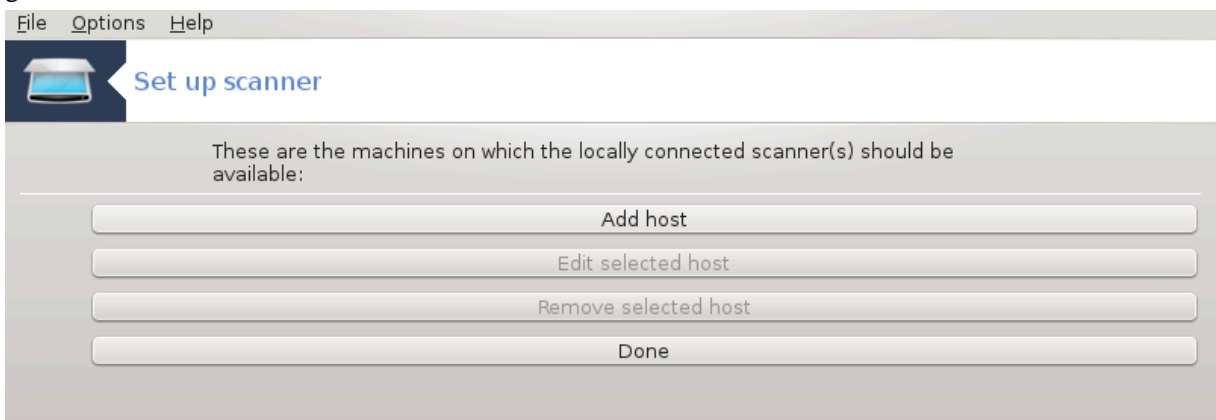 File Options Help
Set up scanner
These are the machines on which the locally connected scanner(s) should be
available:
Add host
Edit selected host
Remove selected host
Done